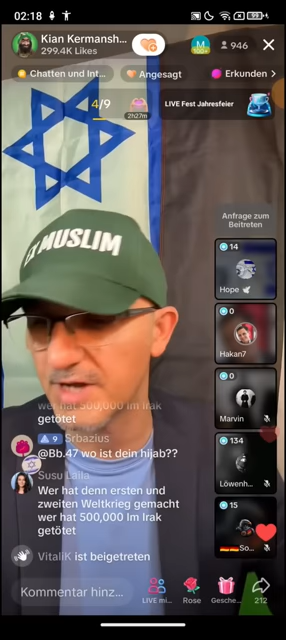 02:18
99
Kian Kermansh...
299.4K Likes
M
946
Chatten und Int...
Angesagt
Erkunden
4/9
2h27m
LIVE Fest Jahresfeier
EX MUSLIM
Anfrage zum
Beitreten
14
Hope
0
Hakan7
0
Marvin
134
Löwenh...
15
So...
wer hat 500,000 Im Irak
getötet
9 Srbazius
@Bb.47 wo ist dein hijab??
Susu Laila
Wer hat denn ersten und
zweiten Weltkrieg gemacht
wer hat 500,000 Im Irak
getötet
VitaliK ist beigetreten
Kommentar hinz...
LIVE mi...
Rose
Gesche...
212